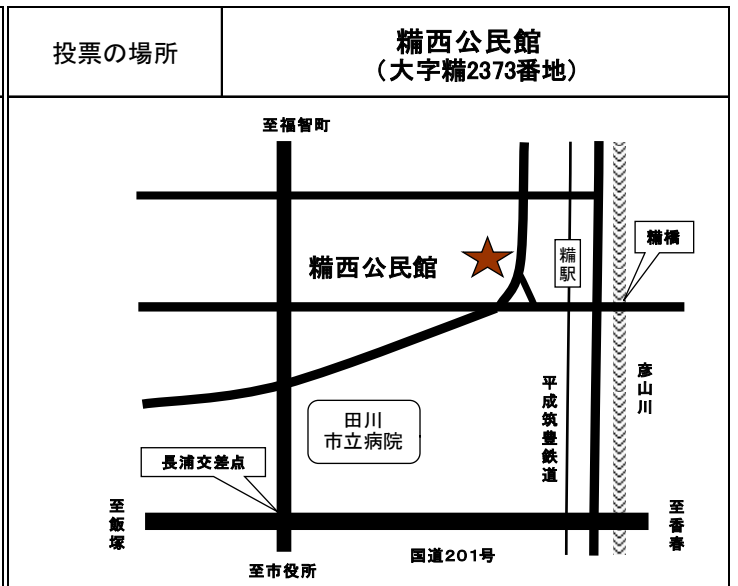 投票の場所
糒西公民館
(大字糒2373番地)
至福智町
糒橋
糒駅
糒西公民館
彦山川
平成筑豊鉄道
田川
市立病院
長浦交差点
至飯塚
至香春
国道201号
至市役所